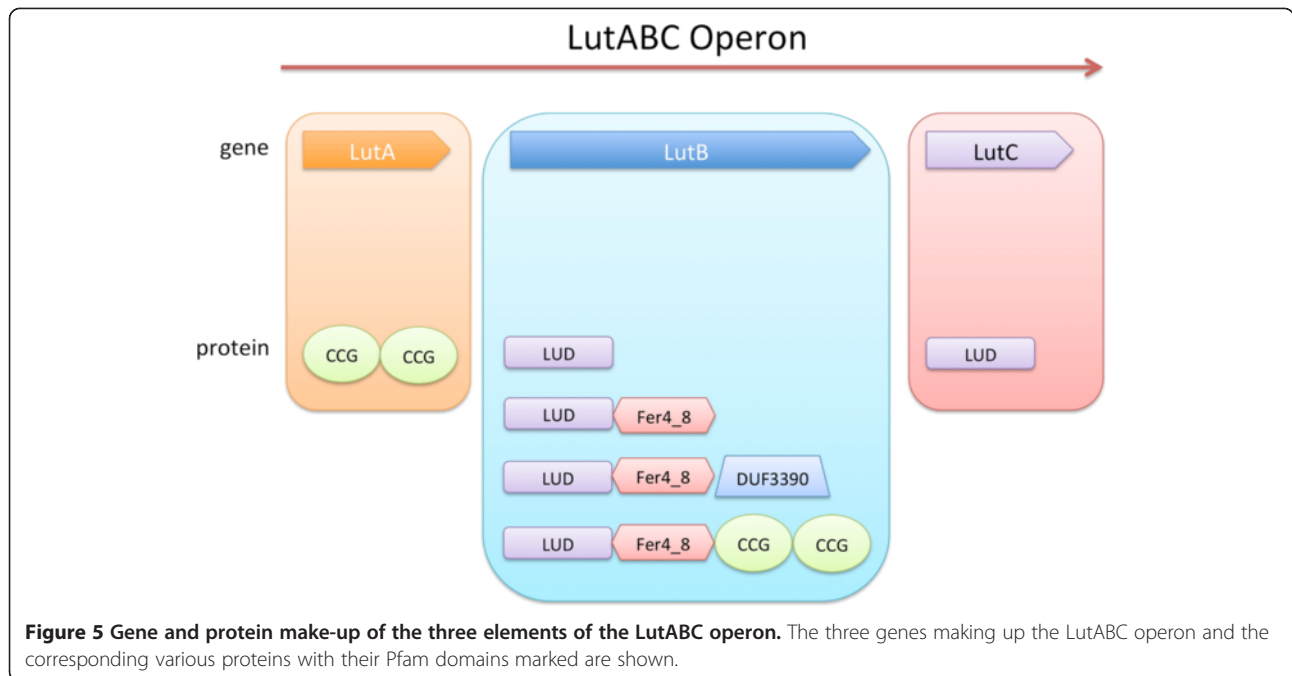 LutABC Operon
gene
LutA
LutB
LutC
protein
CCG CCG
LUD
LUD
LUD Fer4_8
LUD Fer4_8 DUF3390
LUD Fer4_8 CCG CCG
Figure 5 Gene and protein make-up of the three elements of the LutABC operon. The three genes making up the LutABC operon and the
corresponding various proteins with their Pfam domains marked are shown.